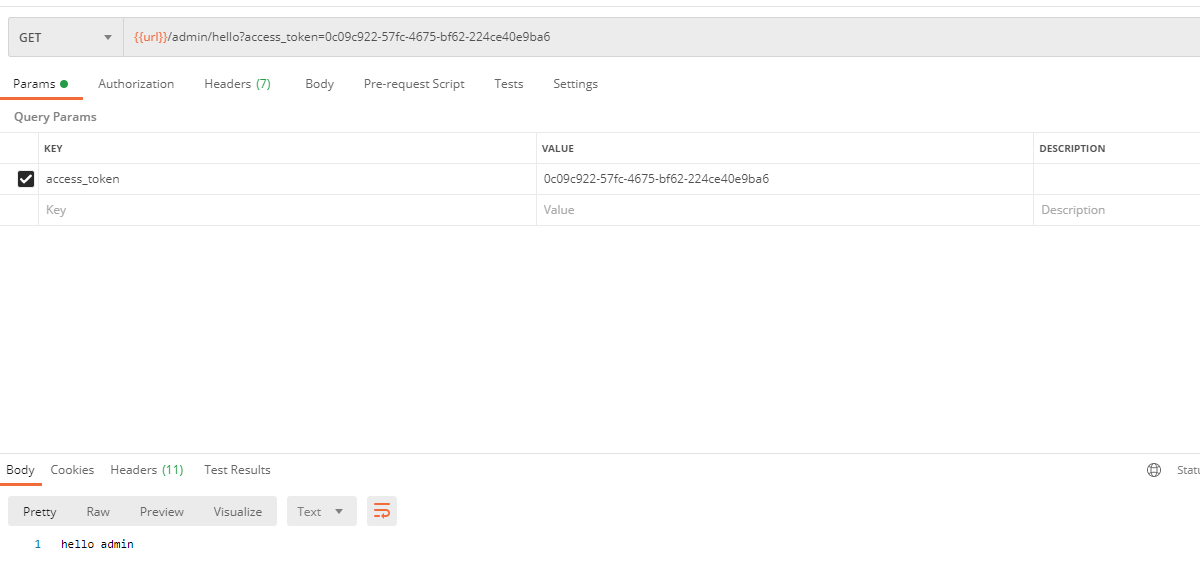 GET {{url}}/admin/hello?access_token=0c09c922-57fc-4675-bf62-224ce40e9ba6
Params Authorization Headers (7) Body Pre-request Script Tests Settings
Query Params
KEY VALUE DESCRIPTION
access_token 0c09c922-57fc-4675-bf62-224ce40e9ba6
Key Value Description
Body Cookies Headers (11) Test Results
Pretty Raw Preview Visualize Text
1 hello admin